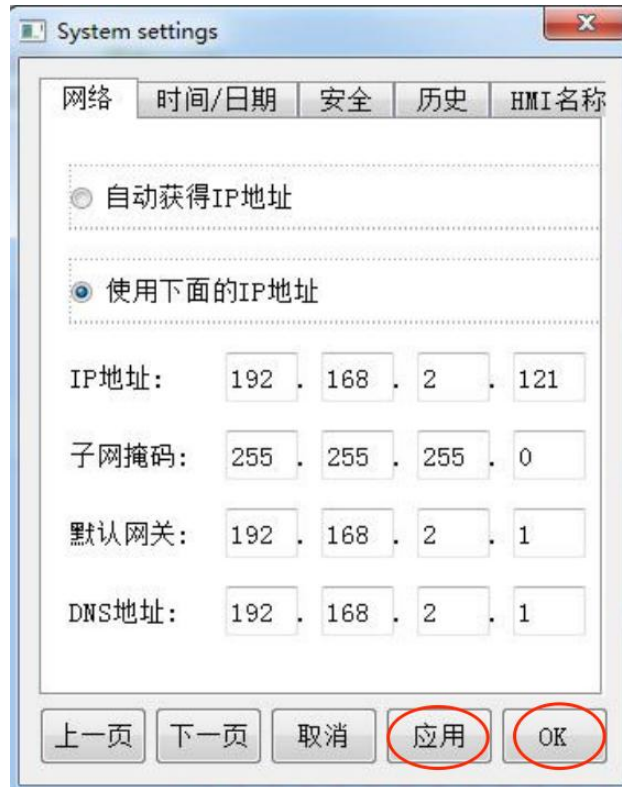 System settings
网络 时间/日期 安全 历史 HMI名称
自动获得IP地址
使用下面的IP地址
IP地址: 192 . 168 . 2 . 121
子网掩码: 255 . 255 . 255 . 0
默认网关: 192 . 168 . 2 . 1
DNS地址: 192 . 168 . 2 . 1
上一页 下一页 取消 应用 OK